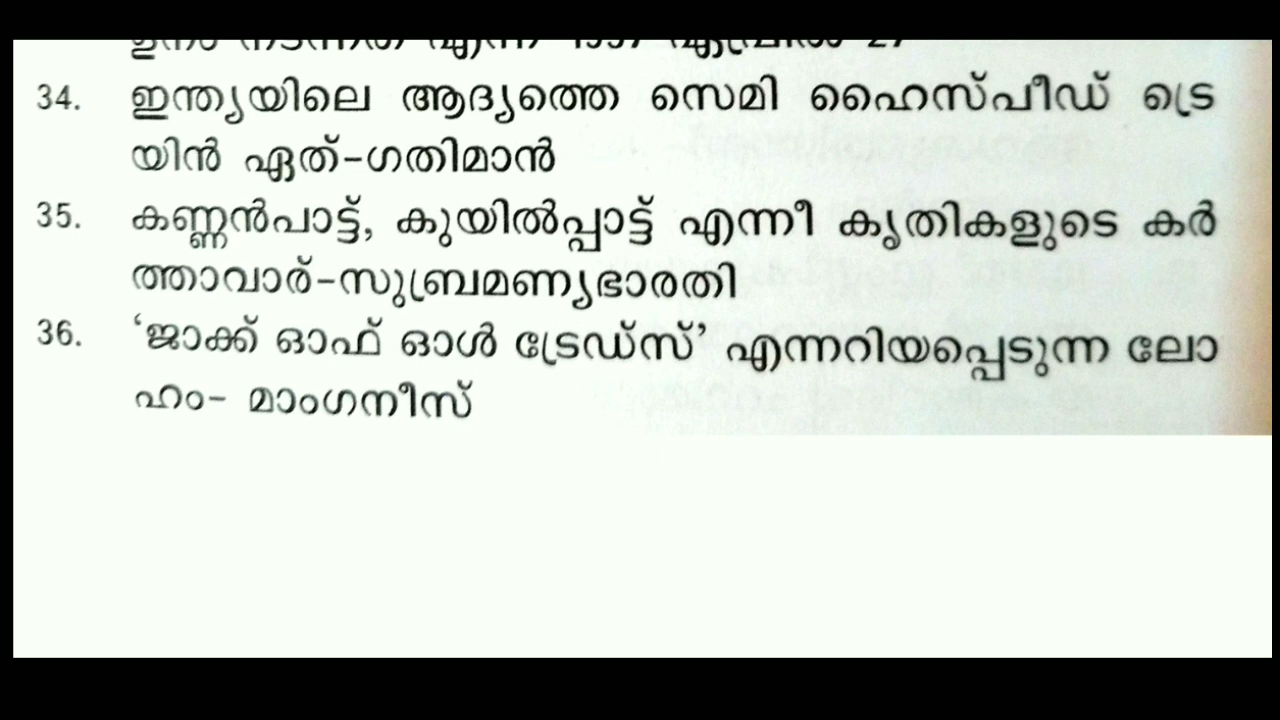 34. ഇന്ത്യയിലെ ആദ്യത്തെ സെമി ഹൈസ്പീഡ് ട്രെ
യിൻ ഏത്-ഗതിമാൻ
35. കണ്ണൻപാട്ട്, കുയിൽപ്പാട്ട് എന്നീ കൃതികളുടെ കർ
ത്താവാര്-സുബ്രമണ്യഭാരതി
36. ‘ജാക്ക് ഓഫ് ഓൾ ട്രേഡ്സ്’ എന്നറിയപ്പെടുന്ന ലോ
ഹം- മാംഗനീസ്